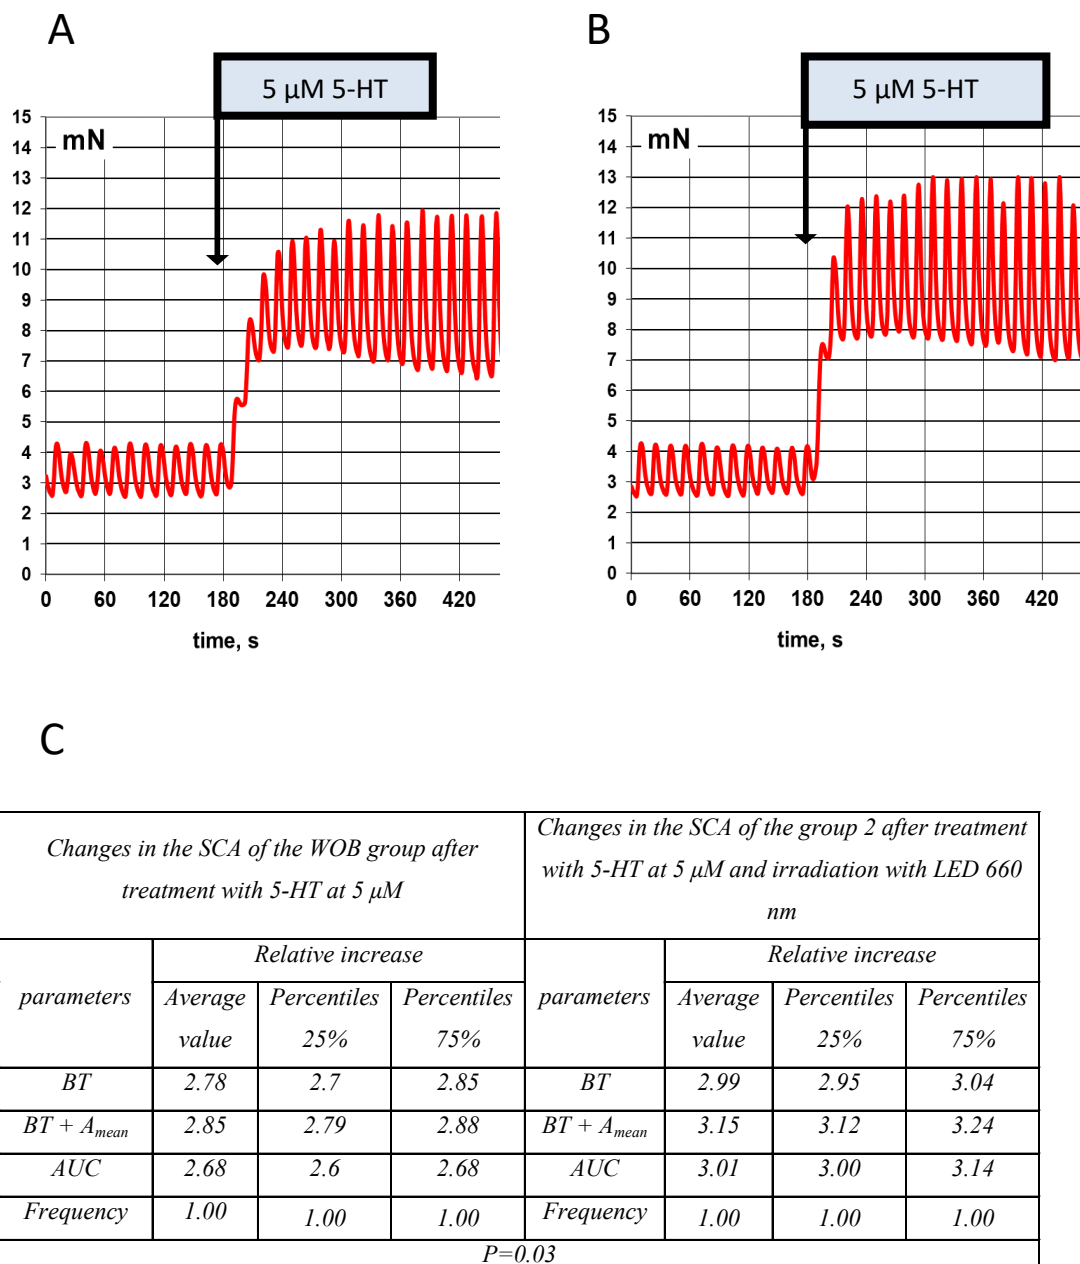 A
B
5 µM 5-HT
5 µM 5-HT
mN
15
14
13
12
11
10
9
8
7
6
5
4
3
2
1
0
0 60 120 180 240 300 360 420
time, s
mN
15
14
13
12
11
10
9
8
7
6
5
4
3
2
1
0
0 60 120 180 240 300 360 420
time, s
C
Changes in the SCA of the WOB group after
treatment with 5-HT at 5 µM
Changes in the SCA of the group 2 after treatment
with 5-HT at 5 µM and irradiation with LED 660
nm
parameters
Relative increase
parameters
Relative increase
Average
value
Percentiles
25%
Percentiles
75%
Average
value
Percentiles
25%
Percentiles
75%
BT 2.78 2.7 2.85 BT 2.99 2.95 3.04
BT + Amean 2.85 2.79 2.88 BT + Amean 3.15 3.12 3.24
AUC 2.68 2.6 2.68 AUC 3.01 3.00 3.14
Frequency 1.00 1.00 1.00 Frequency 1.00 1.00 1.00
P=0.03